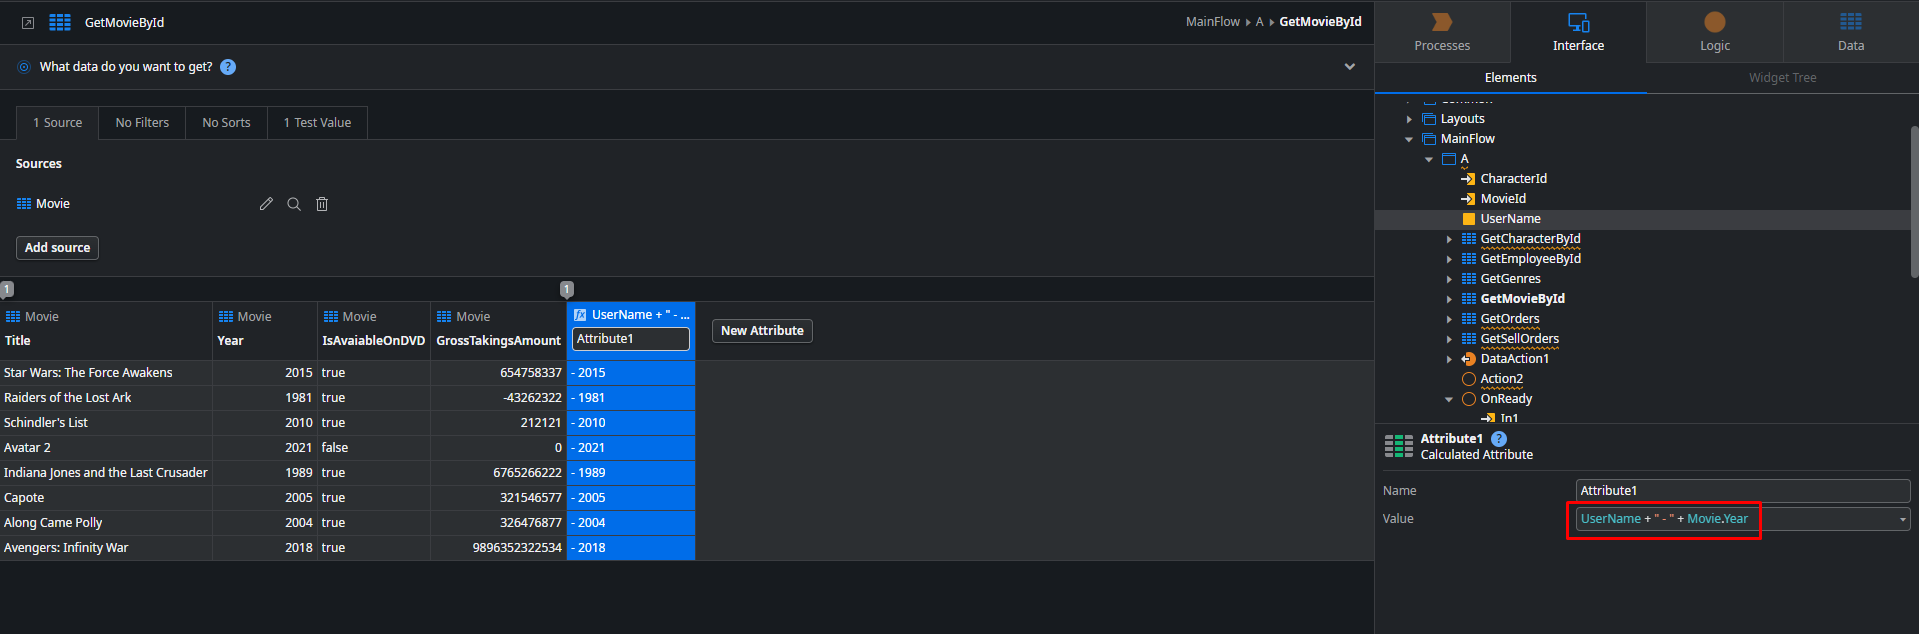 GetMovieById
MainFlow A GetMovieById
What data do you want to get? ?
1 Source No Filters No Sorts 1 Test Value
Sources
Movie
Add source
1 1
Movie Movie Movie Movie fx UserName + " - ...
Title Year IsAvaiableOnDVD GrossTakingsAmount Attribute1 New Attribute
Star Wars: The Force Awakens 2015 true 654758337 - 2015
Raiders of the Lost Ark 1981 true -43262322 - 1981
Schindler's List 2010 true 212121 - 2010
Avatar 2 2021 false 0 - 2021
Indiana Jones and the Last Crusader 1989 true 6765266222 - 1989
Capote 2005 true 321546577 - 2005
Along Came Polly 2004 true 326476877 - 2004
Avengers: Infinity War 2018 true 9896352322534 - 2018
Processes Interface Logic Data
Elements Widget Tree
Layouts
MainFlow
A
CharacterId
MovieId
UserName
GetCharacterById
GetEmployeeById
GetGenres
GetMovieById
GetOrders
GetSellOrders
DataAction1
Action2
OnReady
In1
Attribute1 ?
Calculated Attribute
Name Attribute1
Value UserName + " - " + Movie.Year